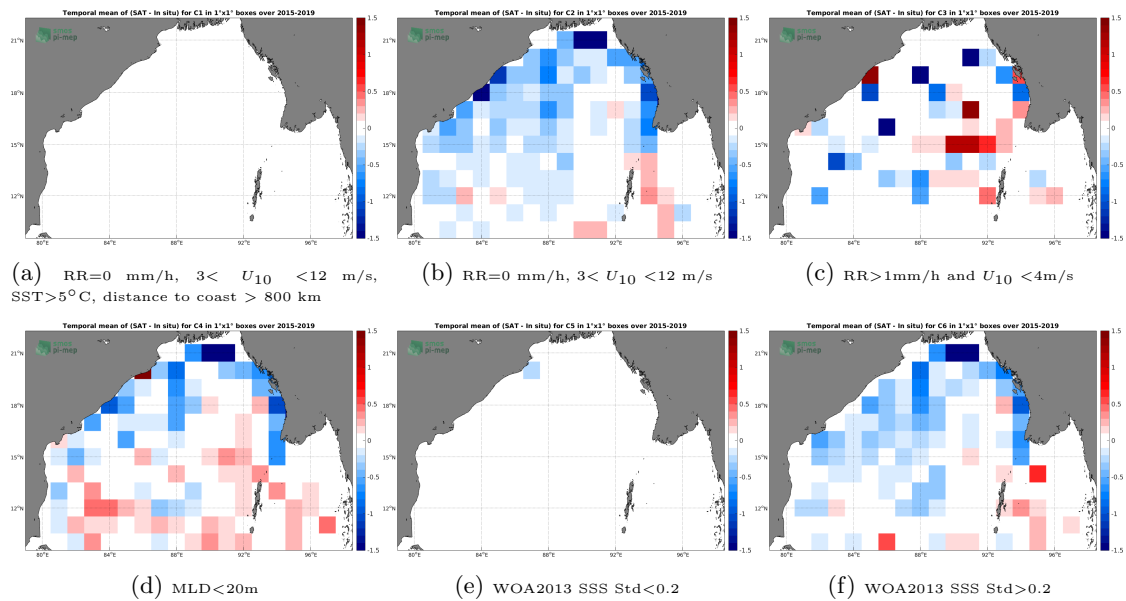 Temporal mean of (SAT - In situ) for C1 in 1°x1° boxes over 2015-2019
21°N
18°N
15°N
12°N
80°E 84°E 88°E 92°E 96°E
1.5
1
0.5
0
-0.5
-1
-1.5
pi-mep
(a) RR=0 mm/h, 3< U10 <12 m/s,
SST>5°C, distance to coast > 800 km
Temporal mean of (SAT - In situ) for C2 in 1°x1° boxes over 2015-2019
21°N
18°N
15°N
12°N
80°E 84°E 88°E 92°E 96°E
1.5
1
0.5
0
-0.5
-1
-1.5
pi-mep
(b) RR=0 mm/h, 3< U10 <12 m/s
Temporal mean of (SAT - In situ) for C3 in 1°x1° boxes over 2015-2019
21°N
18°N
15°N
12°N
80°E 84°E 88°E 92°E 96°E
1.5
1
0.5
0
-0.5
-1
-1.5
pi-mep
(c) RR>1mm/h and U10 <4m/s
Temporal mean of (SAT - In situ) for C4 in 1°x1° boxes over 2015-2019
21°N
18°N
15°N
12°N
80°E 84°E 88°E 92°E 96°E
1.5
1
0.5
0
-0.5
-1
-1.5
pi-mep
(d) MLD<20m
Temporal mean of (SAT - In situ) for C5 in 1°x1° boxes over 2015-2019
21°N
18°N
15°N
12°N
80°E 84°E 88°E 92°E 96°E
1.5
1
0.5
0
-0.5
-1
-1.5
pi-mep
(e) WOA2013 SSS Std<0.2
Temporal mean of (SAT - In situ) for C6 in 1°x1° boxes over 2015-2019
21°N
18°N
15°N
12°N
80°E 84°E 88°E 92°E 96°E
1.5
1
0.5
0
-0.5
-1
-1.5
pi-mep
(f) WOA2013 SSS Std>0.2